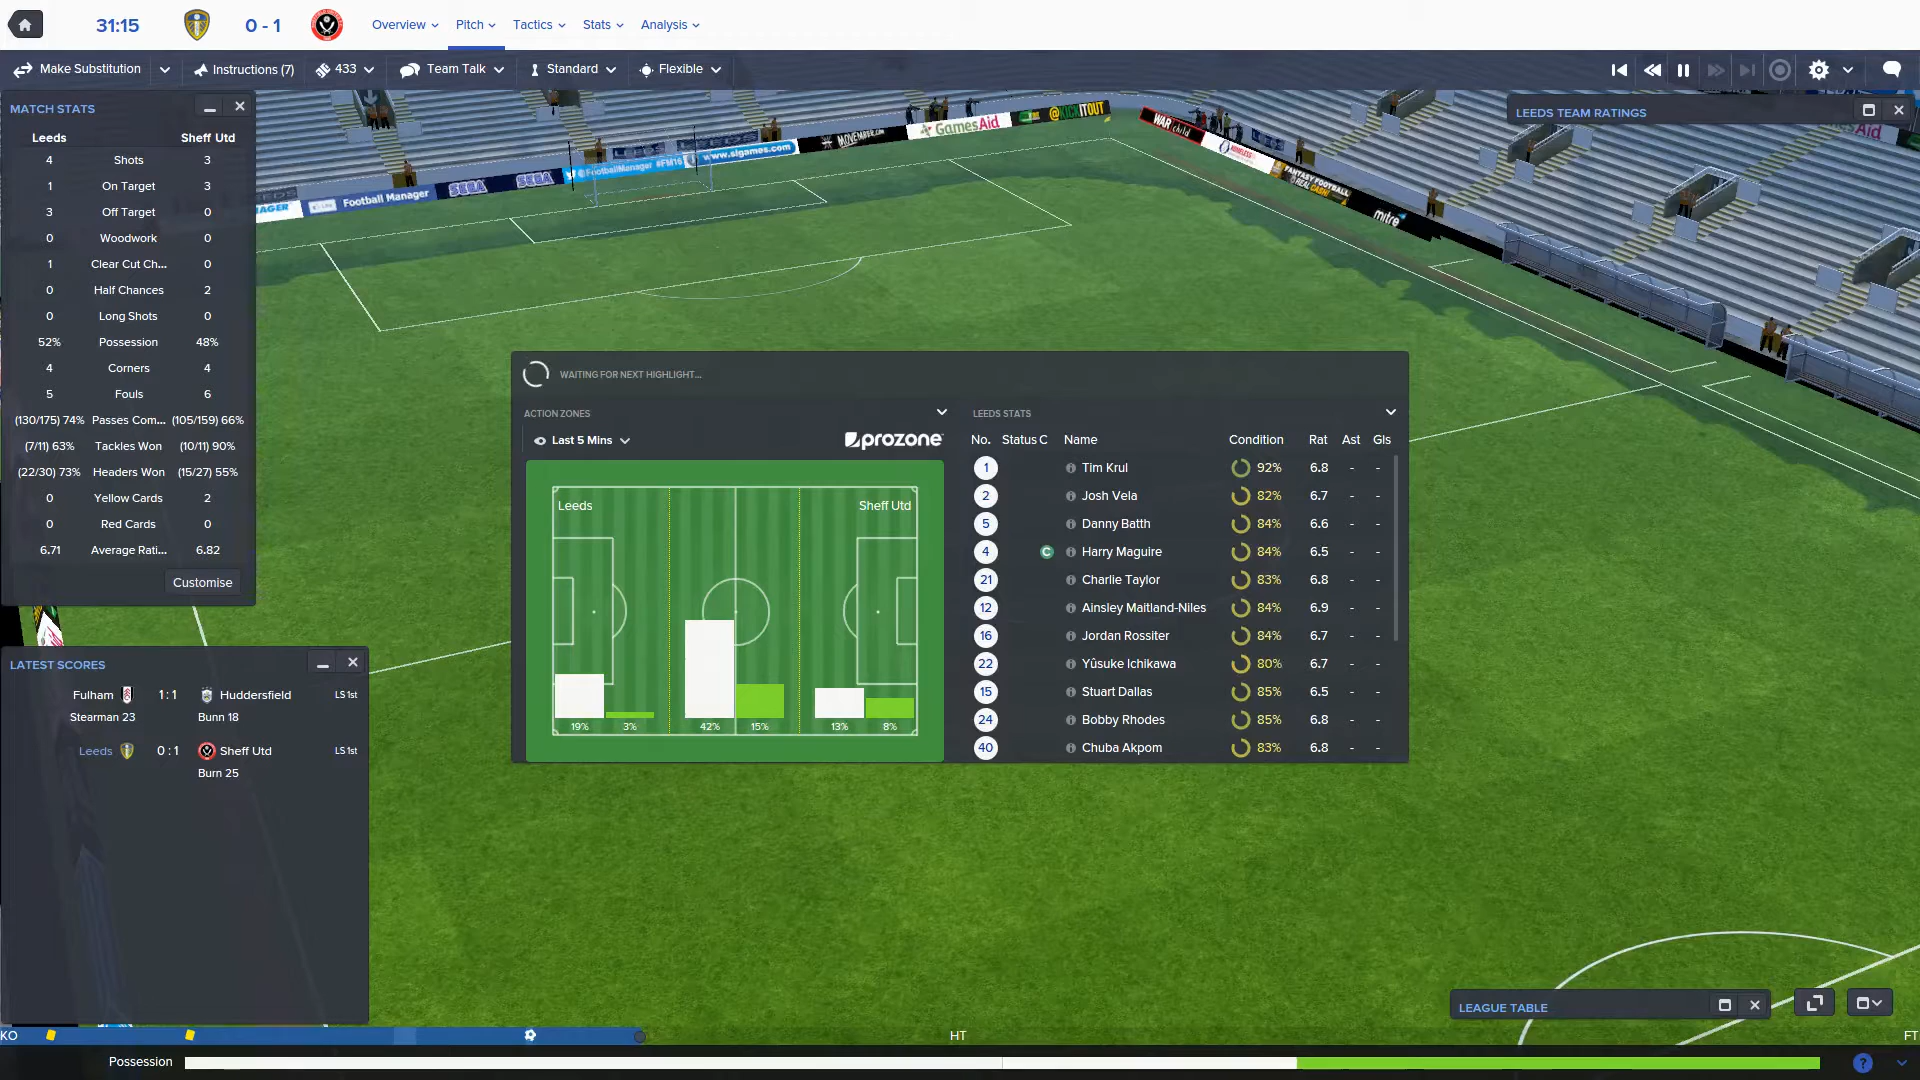 31:15 0 - 1 Overview Pitch Tactics Stats Analysis
Make Substitution Instructions (7) 433 Team Talk Standard Flexible
MATCH STATS
Leeds Sheff Utd
4 Shots 3
1 On Target 3
3 Off Target 0
0 Woodwork 0
1 Clear Cut Ch... 0
0 Half Chances 2
0 Long Shots 0
52% Possession 48%
4 Corners 4
5 Fouls 6
(130/175) 74% Passes Com... (105/159) 66%
(7/11) 63% Tackles Won (10/11) 90%
(22/30) 73% Headers Won (15/27) 55%
0 Yellow Cards 2
0 Red Cards 0
6.71 Average Rati... 6.82
Customise
LATEST SCORES
Fulham 1:1 Huddersfield LS 1st
Stearman 23 Bunn 18
Leeds 0:1 Sheff Utd LS 1st
Burn 25
Football Manager
SEGA
SEGA
@FootballManager #FM16
www.sigames.com
GamesAid
@KICKITOUT
WAR child
FANTASY FOOTBALL
REAL CASH!
mitre
LEEDS TEAM RATINGS
WAITING FOR NEXT HIGHLIGHT...
ACTION ZONES
Last 5 Mins prozone
Leeds Sheff Utd
19% 3% 42% 15% 13% 8%
LEEDS STATS
No. Status C Name Condition Rat Ast Gls
1 Tim Krul 92% 6.8 - -
2 Josh Vela 82% 6.7 - -
5 Danny Batth 84% 6.6 - -
4 C Harry Maguire 84% 6.5 - -
21 Charlie Taylor 83% 6.8 - -
12 Ainsley Maitland-Niles 84% 6.9 - -
16 Jordan Rossiter 84% 6.7 - -
22 Yûsuke Ichikawa 80% 6.7 - -
15 Stuart Dallas 85% 6.5 - -
24 Bobby Rhodes 85% 6.8 - -
40 Chuba Akpom 83% 6.8 - -
LEAGUE TABLE
KO HT FT
Possession ?